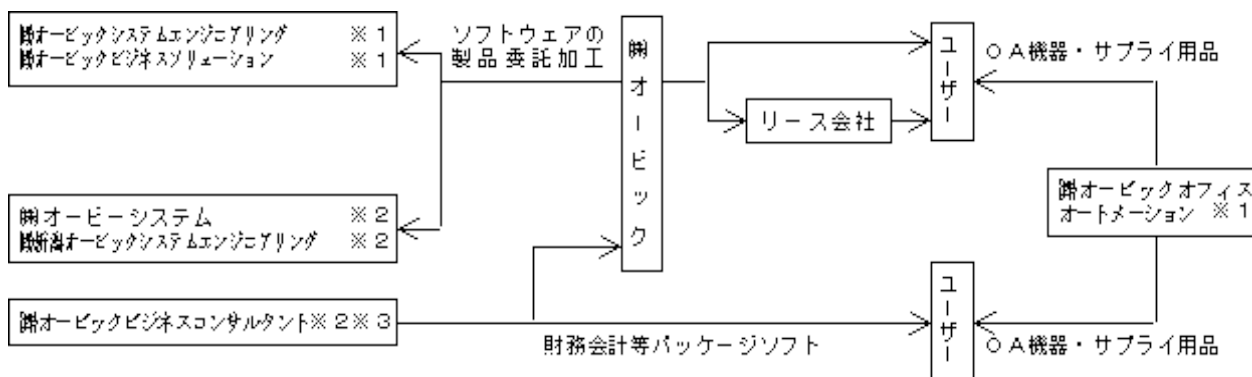 ㈱オービックシステムエンジニアリング ※1
㈱オービックビジネスソリューション ※1
ソフトウェアの
製品委託加工
㈱オービック
リース会社
ユーザー
OA機器・サプライ用品
㈱オービックオフィス
オートメーション ※1
㈱オービーシステム ※2
㈱新潟オービックシステムエンジニアリング ※2
㈱オービックビジネスコンサルタント※2※3
財務会計等パッケージソフト
ユーザー
OA機器・サプライ用品